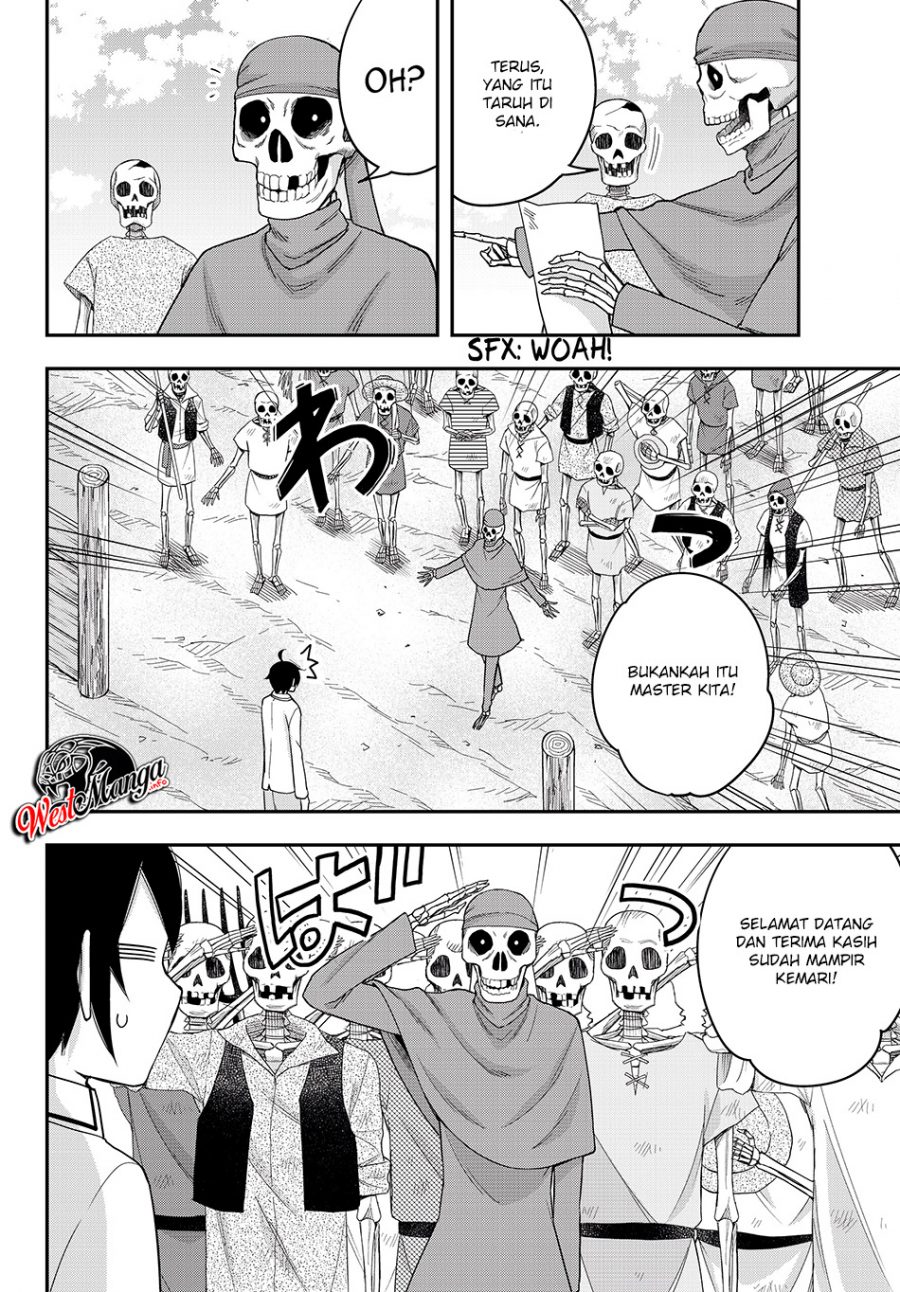 TERUS,
YANG ITU
TARUH DI
SANA.
OH?
SFX: WOAH!
わっ
BUKANKAH ITU
MASTER KITA!
WestManga
.info
SELAMAT DATANG
DAN TERIMA KASIH
SUDAH MAMPIR
KEMARI!
ばっ